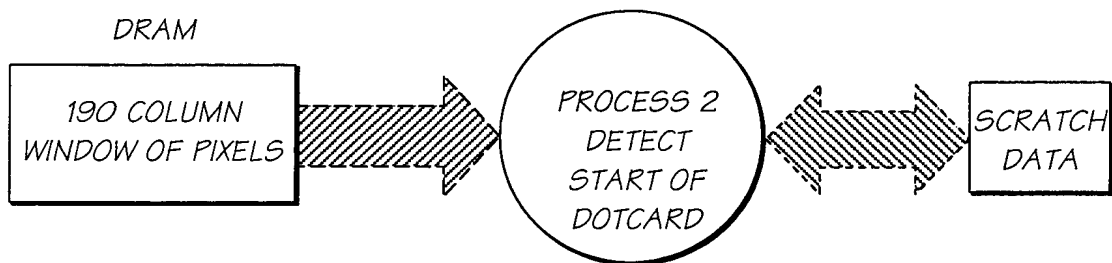 DRAM
190 COLUMN
WINDOW OF PIXELS
PROCESS 2
DETECT
START OF
DOTCARD
SCRATCH
DATA